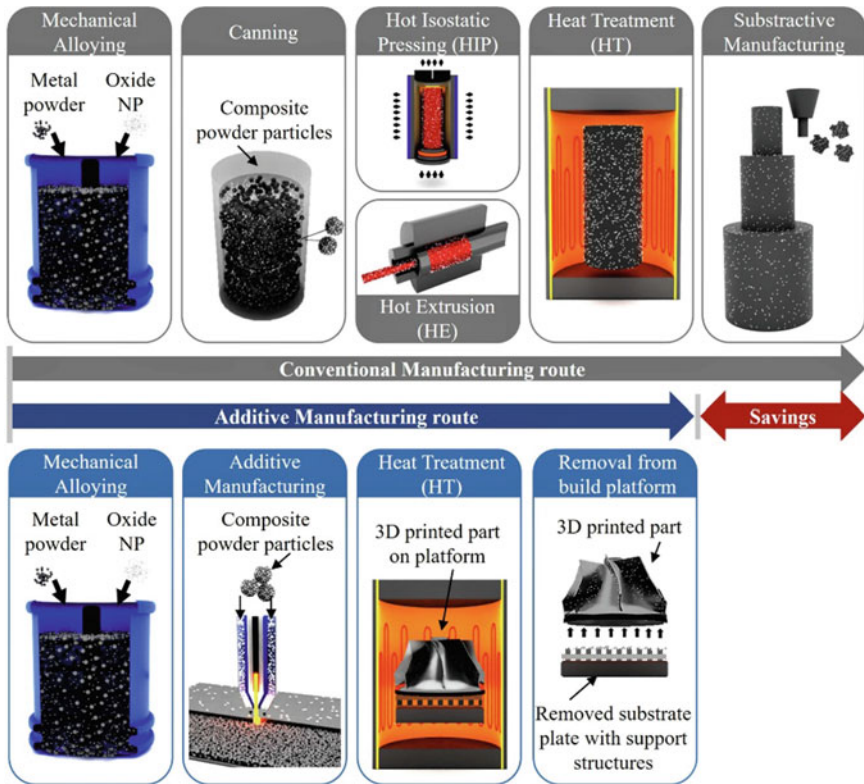 Mechanical
Alloying
Metal
powder
Oxide
NP
Canning
Composite
powder particles
Hot Isostatic
Pressing (HIP)
Hot Extrusion
(HE)
Heat Treatment
(HT)
Substractive
Manufacturing
Conventional Manufacturing route
Additive Manufacturing route
Savings
Mechanical
Alloying
Metal
powder
Oxide
NP
Additive
Manufacturing
Composite
powder particles
Heat Treatment
(HT)
3D printed part
on platform
Removal from
build platform
3D printed part
Removed substrate
plate with support
structures